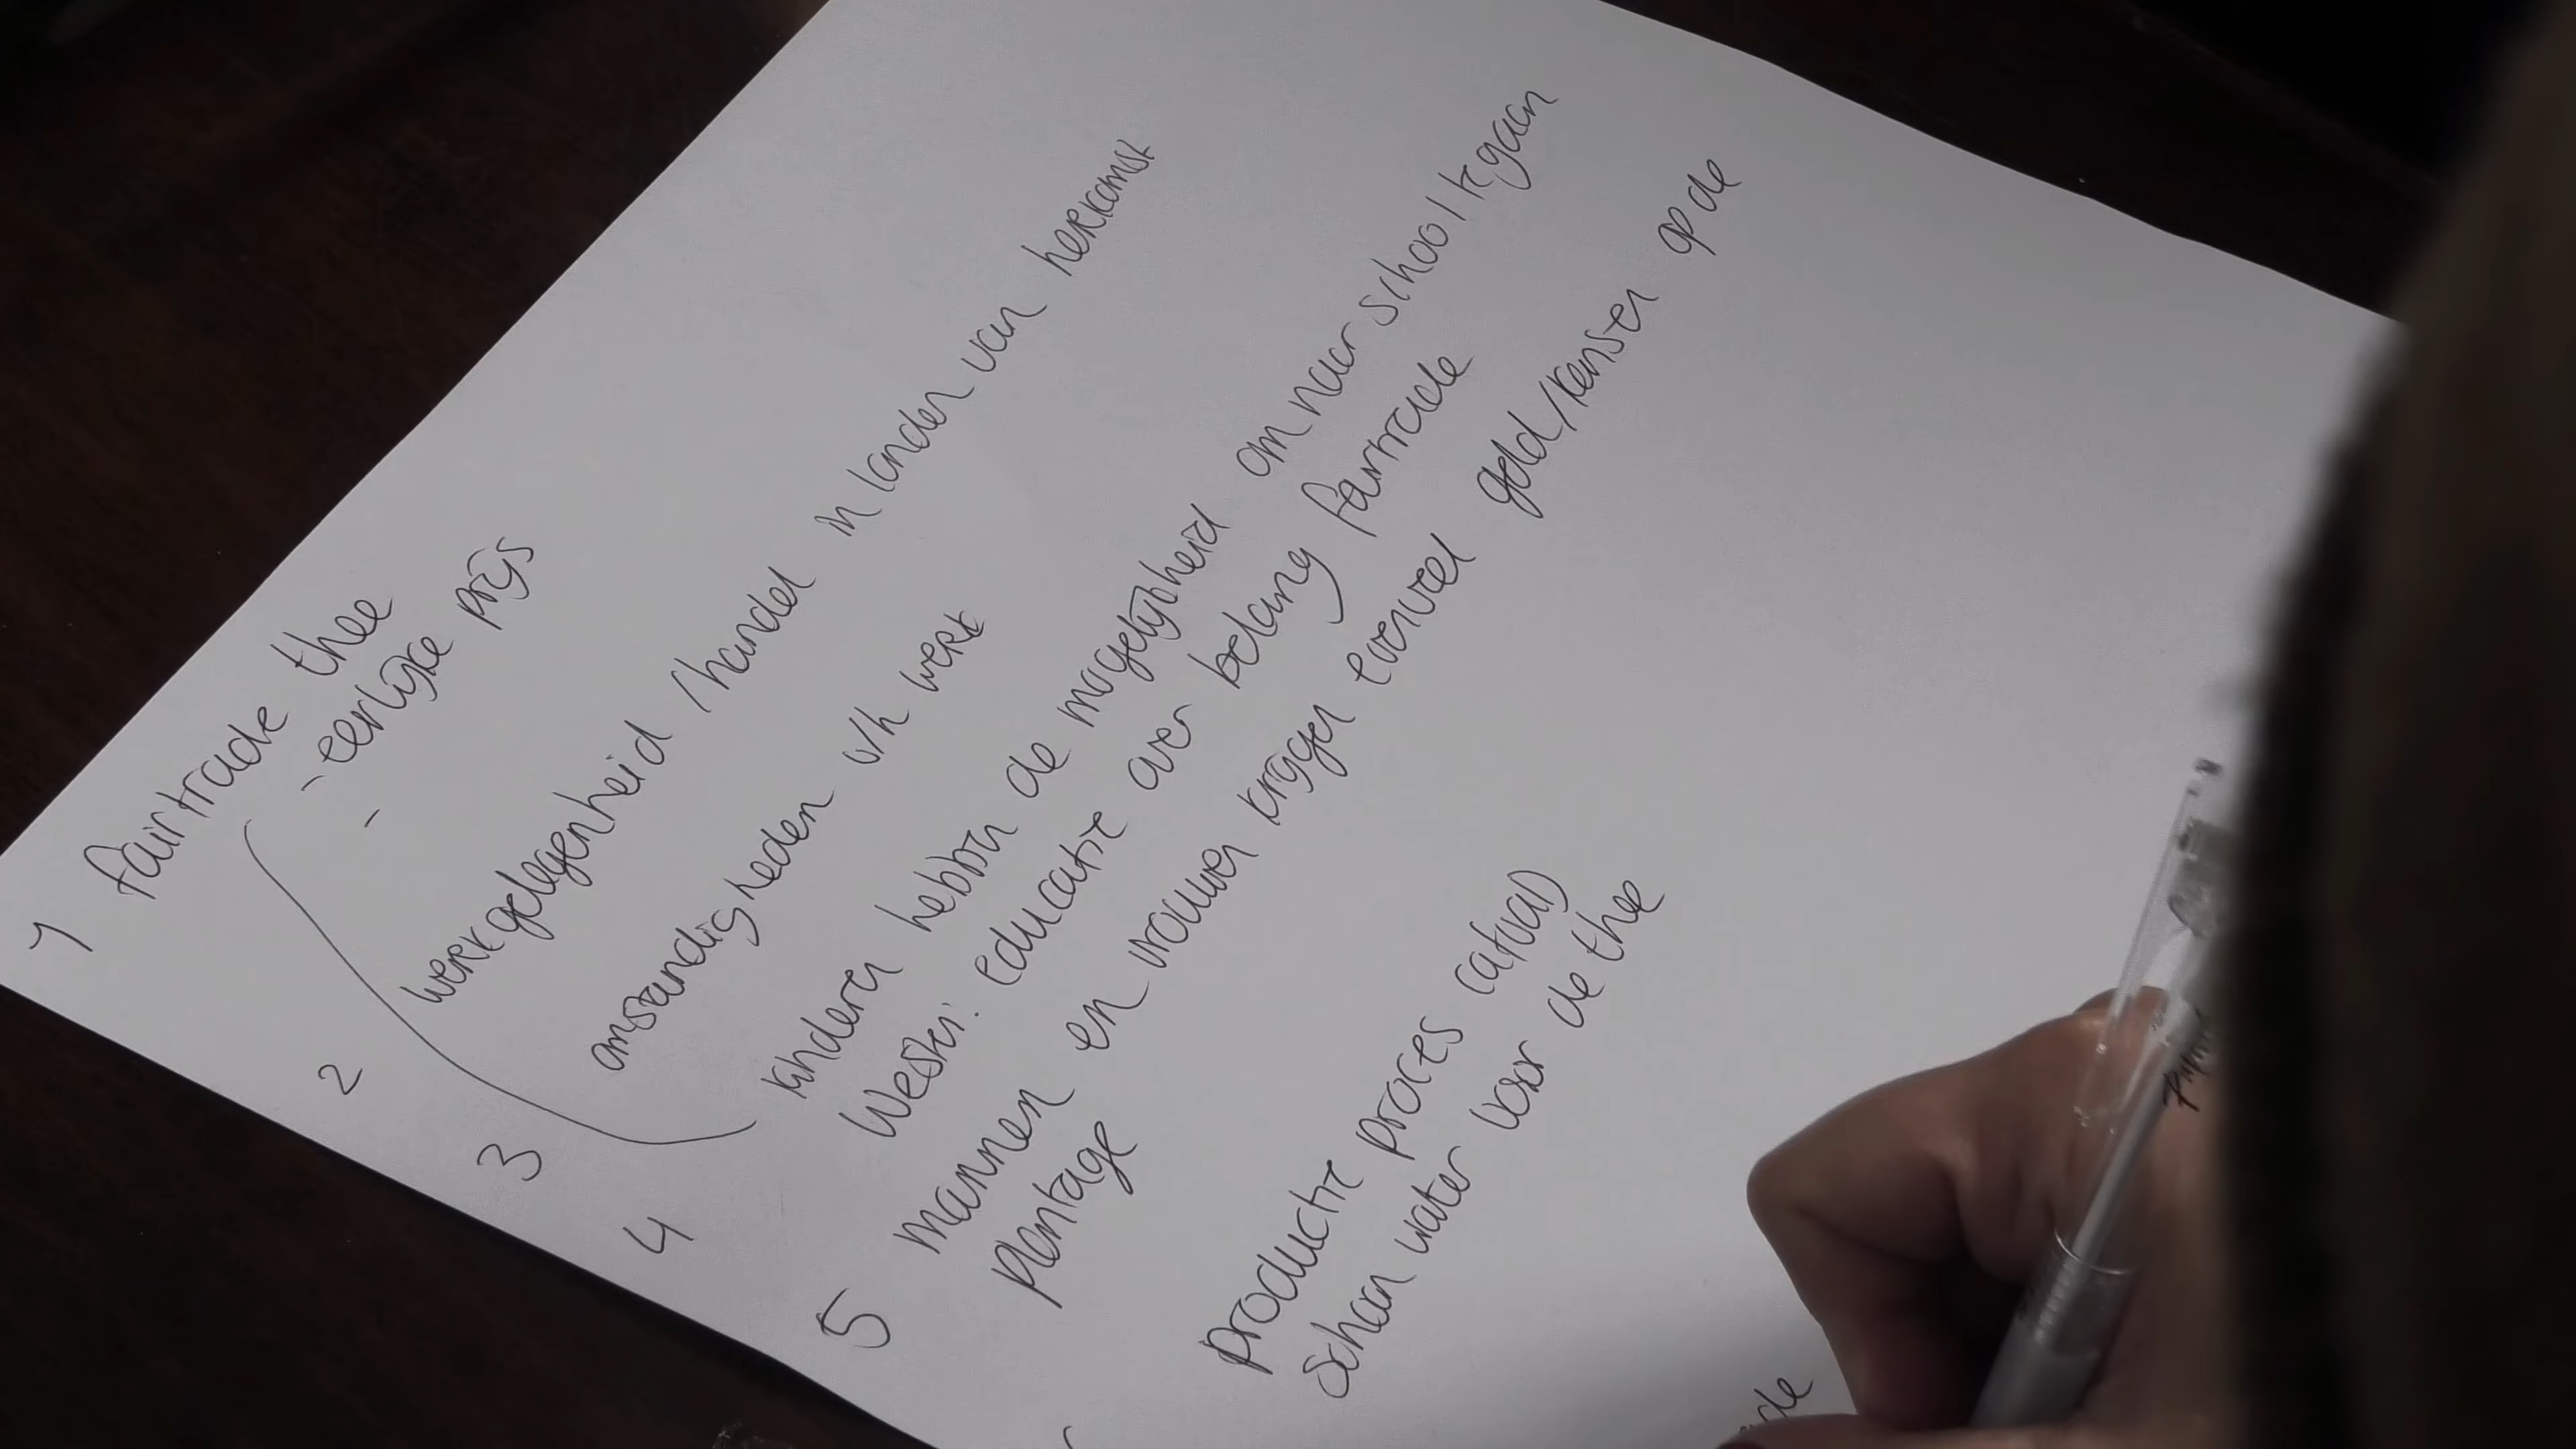 1 fairtrade thee
- eerlijke prijs
-
2 werkgelegenheid / handel in landen van herkomst
3 omstandigheden v/h werk
4 kinderen hebben de mogelijkheid om naar school te gaan
Westen: educatie over belang fairtrade
5 mannen en vrouwen krijgen evenveel geld/kansen op de
plantage
productie proces (afval)
schoon water voor de thee